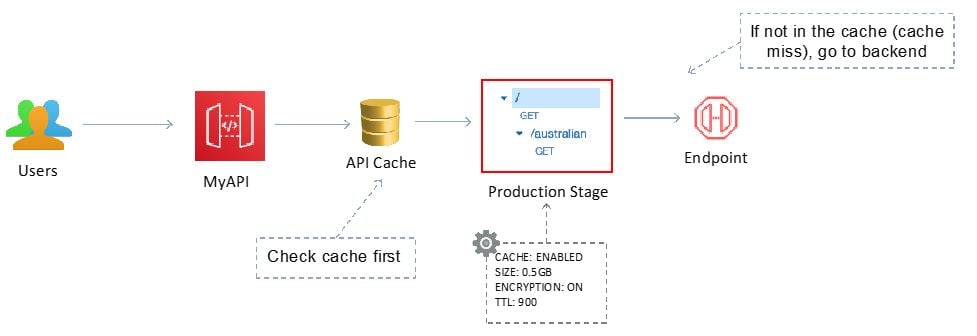 If not in the cache (cache
miss), go to backend
/
GET
/australian
GET
Users
MyAPI
API Cache
Production Stage
Endpoint
Check cache first
CACHE: ENABLED
SIZE: 0.5GB
ENCRYPTION: ON
TTL: 900